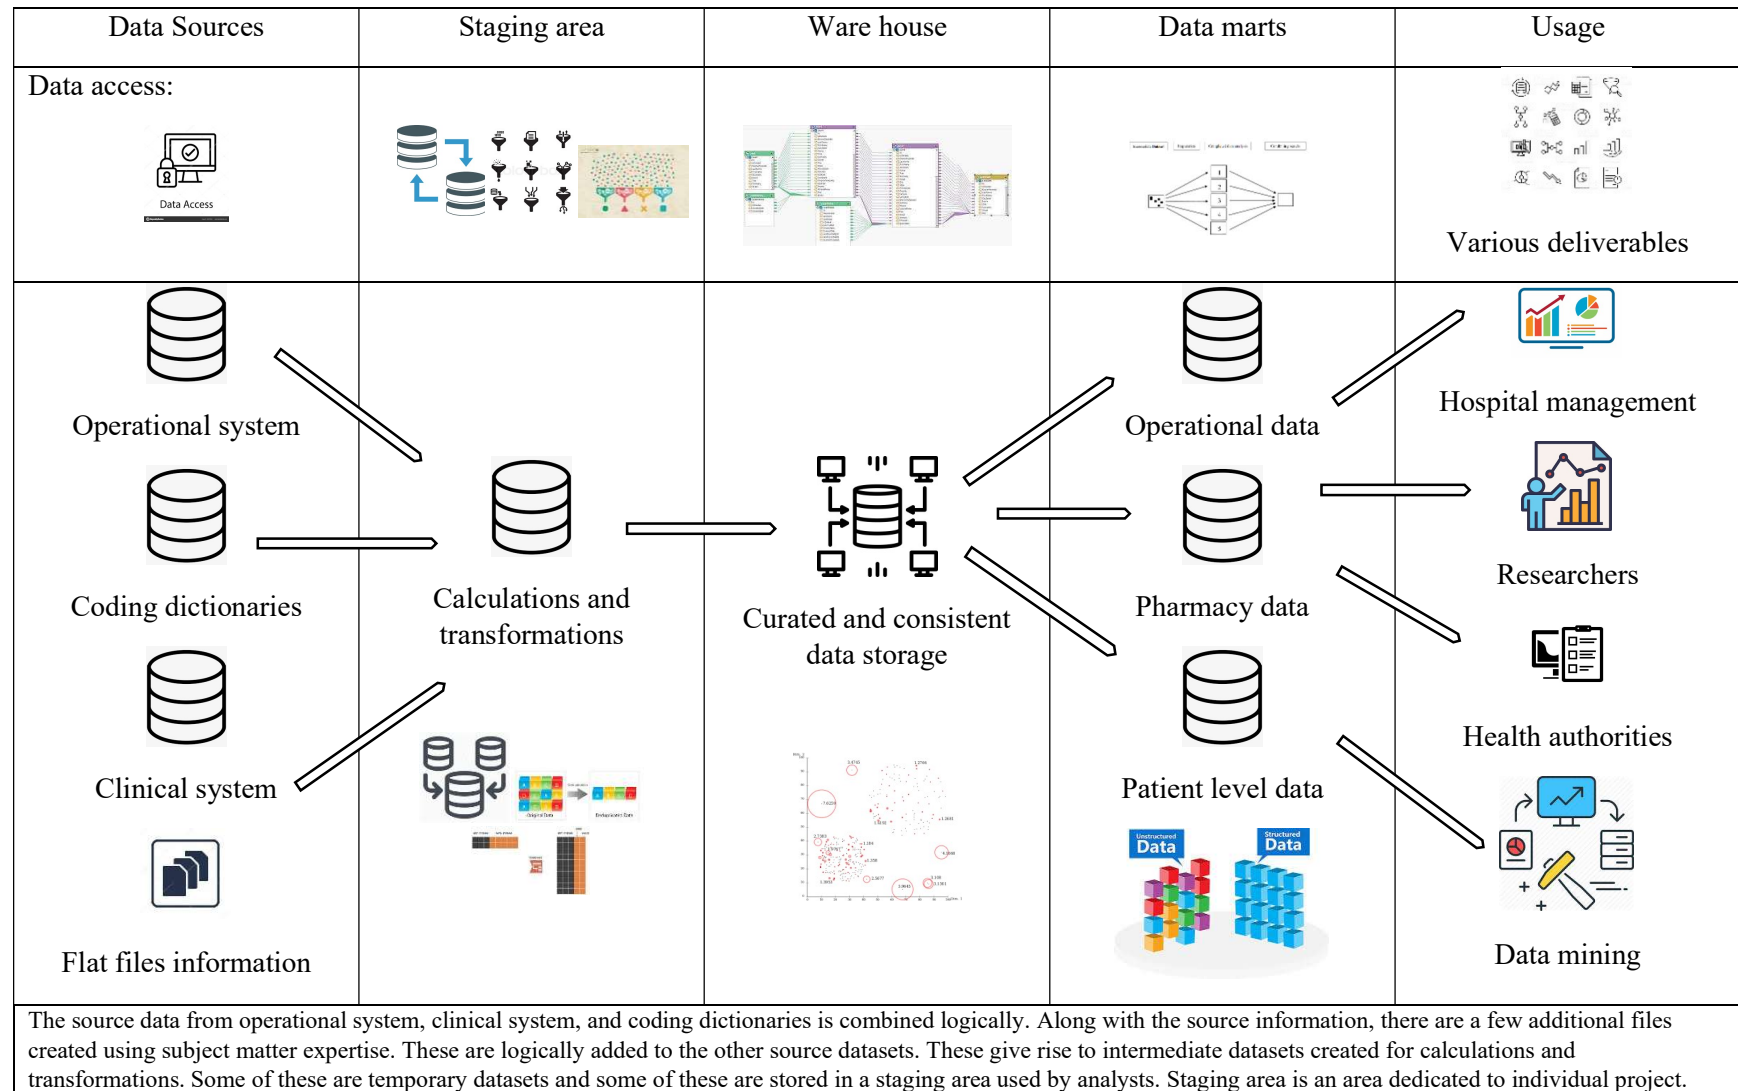 Data Sources
Staging area
Ware house
Data marts
Usage
Data access:
Data Access
Various deliverables
Operational system
Coding dictionaries
Clinical system
Flat files information
Calculations and
transformations
Original Data
Deduplicated Data
Curated and consistent
data storage
Operational data
Pharmacy data
Patient level data
Unstructured
Data
Structured
Data
Hospital management
Researchers
Health authorities
Data mining
The source data from operational system, clinical system, and coding dictionaries is combined logically. Along with the source information, there are a few additional files
created using subject matter expertise. These are logically added to the other source datasets. These give rise to intermediate datasets created for calculations and
transformations. Some of these are temporary datasets and some of these are stored in a staging area used by analysts. Staging area is an area dedicated to individual project.